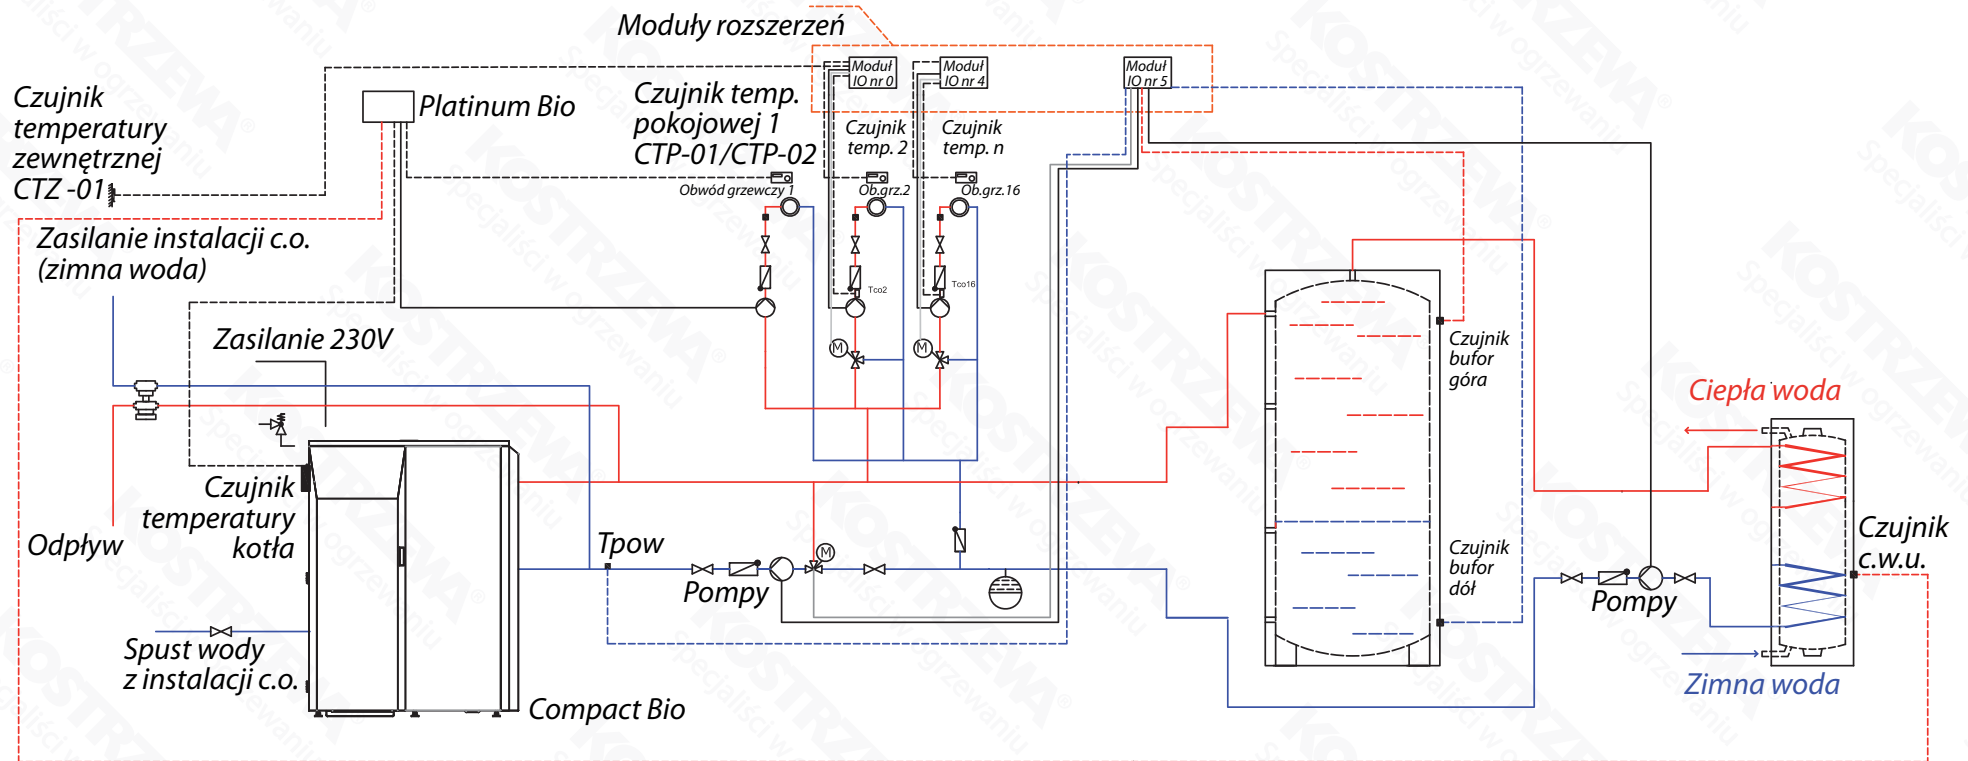 Moduły rozszerzeń
Moduł
IO nr 0
Moduł
IO nr 4
Moduł
IO nr 5
Czujnik
temperatury
zewnętrznej
CTZ -01
Platinum Bio
Czujnik temp.
pokojowej 1
CTP-01/CTP-02
Czujnik
temp. 2
Czujnik
temp. n
Obwód grzewczy 1
Ob.grz.2
Ob.grz.16
Zasilanie instalacji c.o.
(zimna woda)
Tco2
Tco16
Zasilanie 230V
M
M
Czujnik
bufor
góra
Ciepła woda
Czujnik
temperatury
kotła
Odpływ
Tpow
M
Pompy
Czujnik
bufor
dół
Pompy
Czujnik
c.w.u.
Spust wody
z instalacji c.o.
Compact Bio
Zimna woda
KOSTRZEWA®
Specjaliści w ogrzewaniu